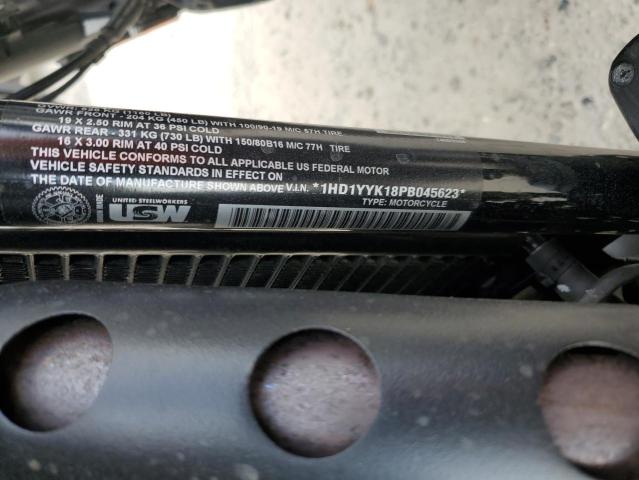 GAWR FRONT - 204 KG (450 LB) WITH 100/90-19 M/C 57H TIRE
19 X 2.50 RIM AT 36 PSI COLD
GAWR REAR - 331 KG (730 LB) WITH 150/80B16 M/C 77H TIRE
16 X 3.00 RIM AT 40 PSI COLD
THIS VEHICLE CONFORMS TO ALL APPLICABLE US FEDERAL MOTOR
VEHICLE SAFETY STANDARDS IN EFFECT ON
THE DATE OF MANUFACTURE SHOWN ABOVE V.I.N. *1HD1YYK18PB045623*
TYPE: MOTORCYCLE
UNITED STEELWORKERS
USW